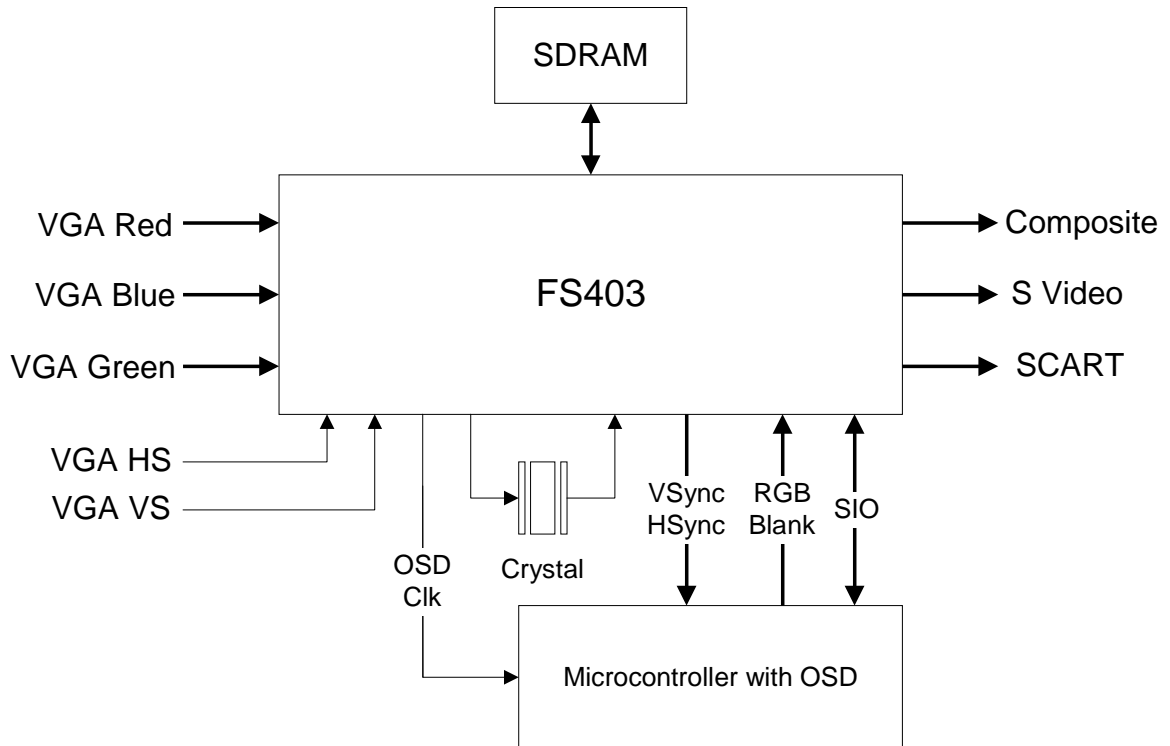 SDRAM
VGA Red
Composite
VGA Blue
FS403
S Video
VGA Green
SCART
VGA HS
VGA VS
VSync
HSync
RGB
Blank
SIO
OSD
Clk
Crystal
Microcontroller with OSD